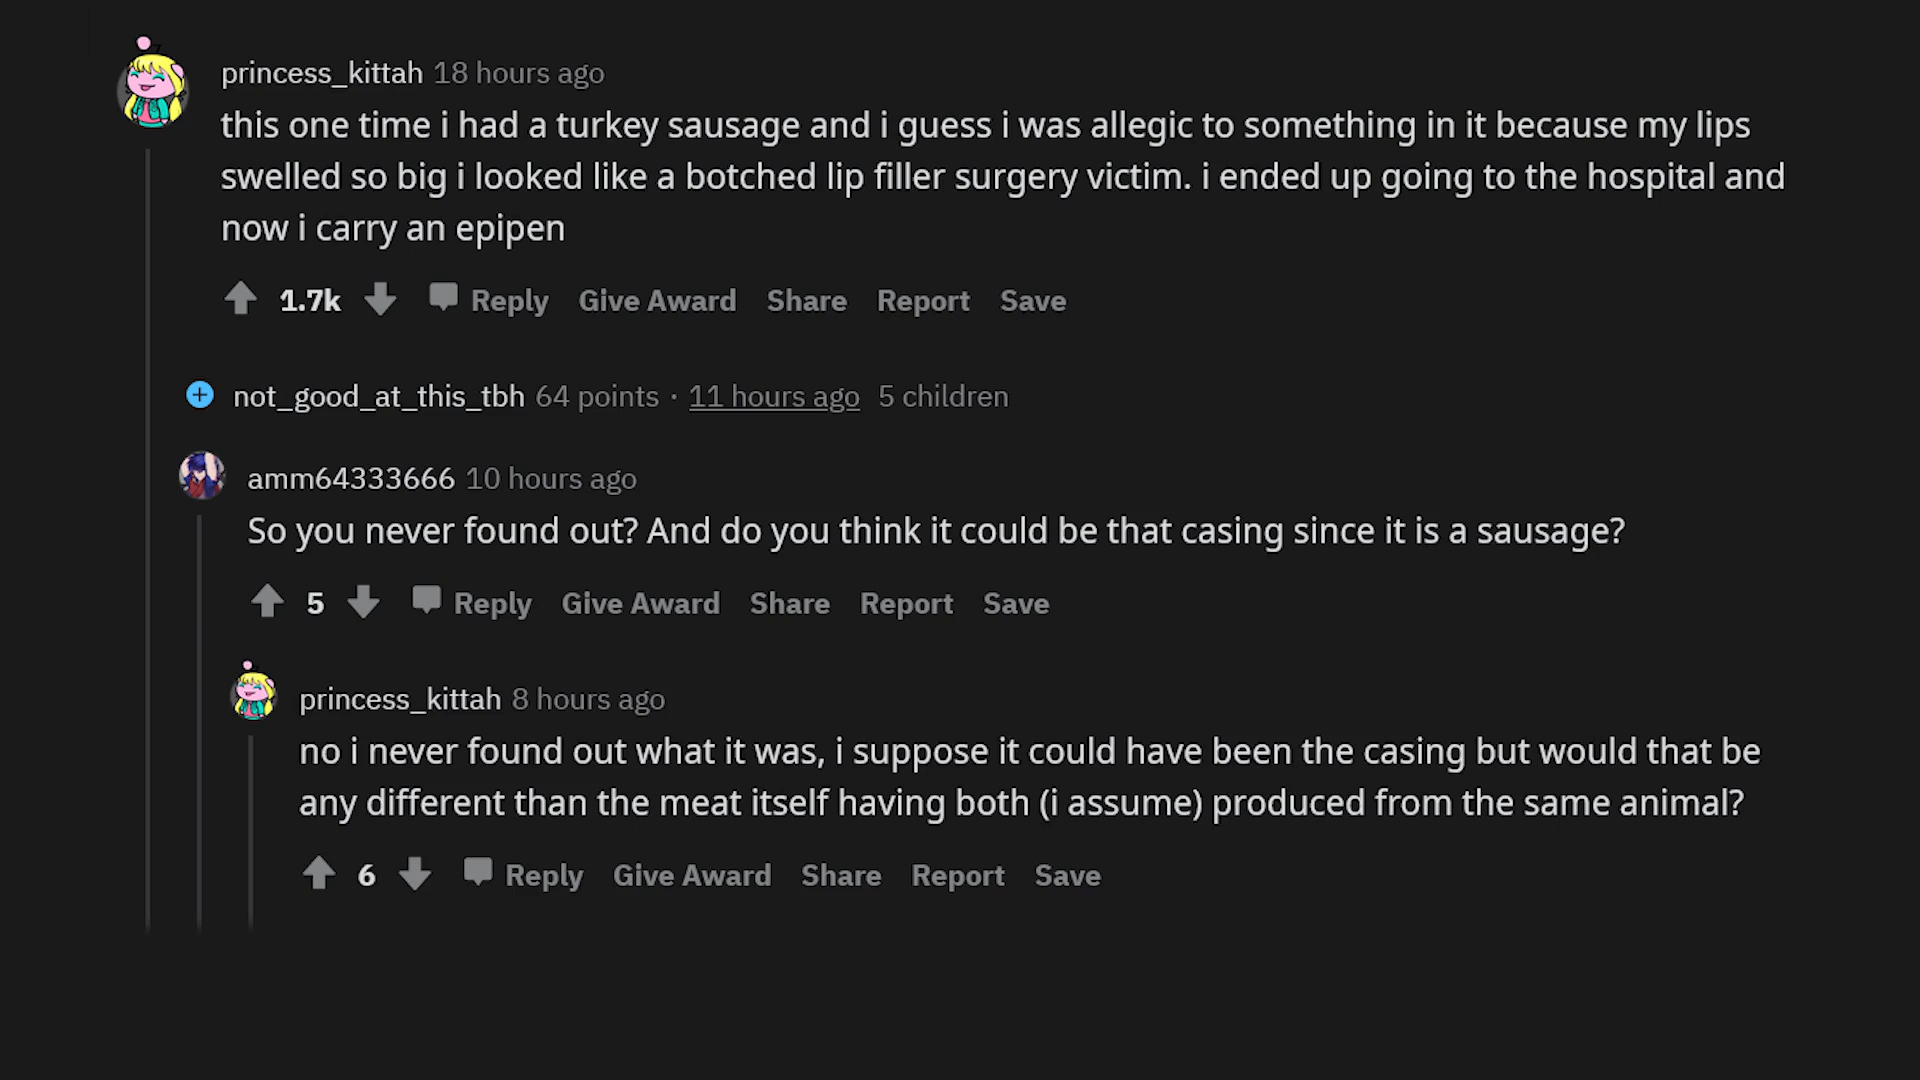 princess_kittah 18 hours ago
this one time i had a turkey sausage and i guess i was allegic to something in it because my lips
swelled so big i looked like a botched lip filler surgery victim. i ended up going to the hospital and
now i carry an epipen
1.7k Reply Give Award Share Report Save
not_good_at_this_tbh 64 points · 11 hours ago 5 children
amm64333666 10 hours ago
So you never found out? And do you think it could be that casing since it is a sausage?
5 Reply Give Award Share Report Save
princess_kittah 8 hours ago
no i never found out what it was, i suppose it could have been the casing but would that be
any different than the meat itself having both (i assume) produced from the same animal?
6 Reply Give Award Share Report Save